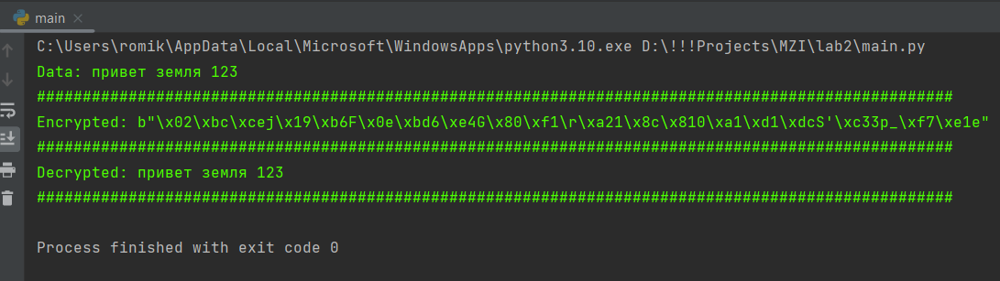 main
C:\Users\romik\AppData\Local\Microsoft\WindowsApps\python3.10.exe D:\!!!Projects\MZI\lab2\main.py
Data: привет земля 123
####################################################################################################
Encrypted: b"\x02\xbc\xcej\x19\xb6F\x0e\xbd6\xe4G\x80\xf1\r\xa21\x8c\x810\xa1\xd1\xdcS'\xc33p_\xf7\xe1e"
####################################################################################################
Decrypted: привет земля 123
####################################################################################################
Process finished with exit code 0